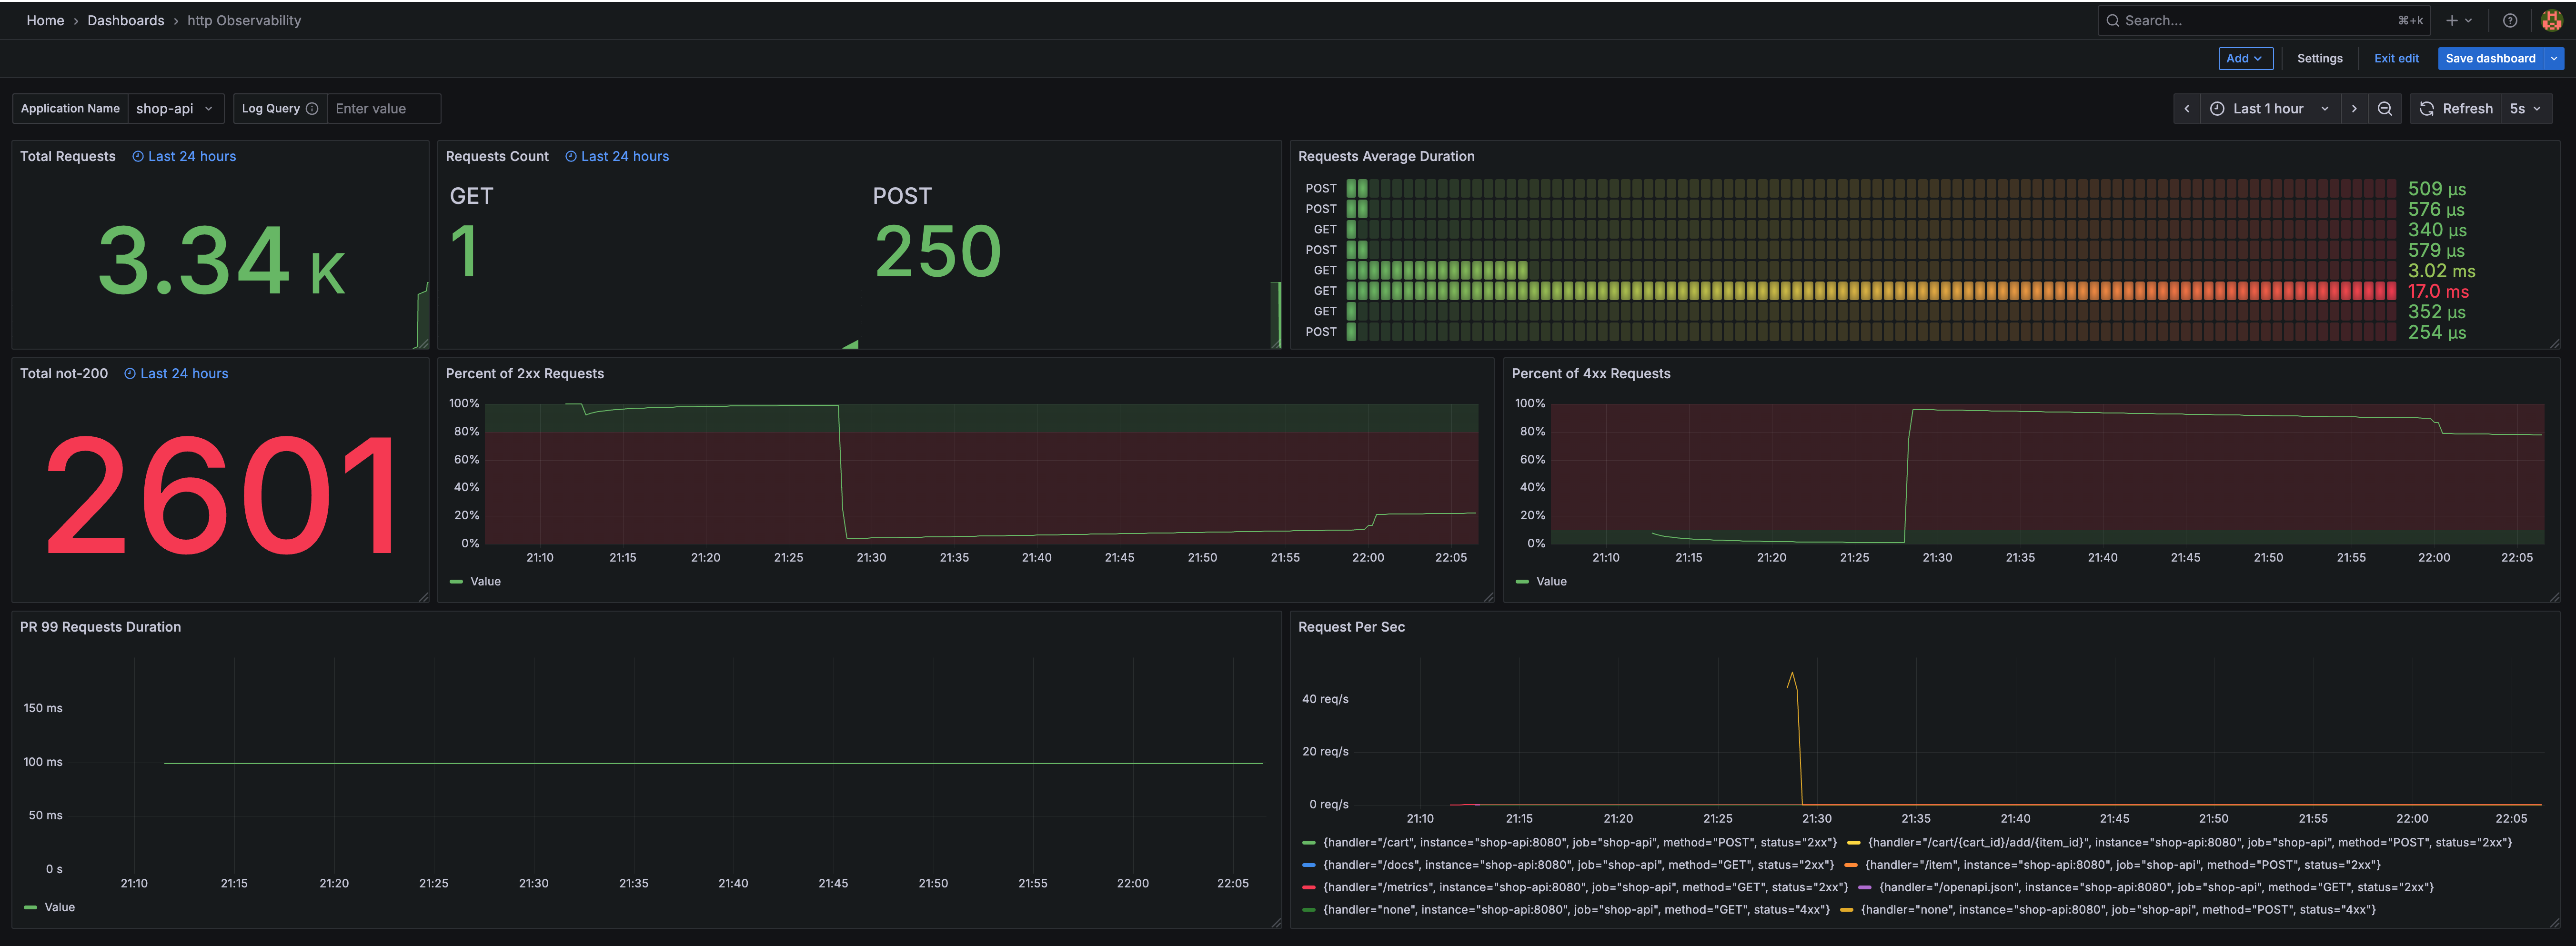 Home › Dashboards › http Observability
Search... ⌘+k
Add Settings Exit edit Save dashboard
Application Name shop-api Log Query Enter value
Last 1 hour Refresh 5s
Total Requests Last 24 hours
3.34 K
Requests Count Last 24 hours
GET POST
1 250
Requests Average Duration
POST 509 µs
POST 576 µs
GET 340 µs
POST 579 µs
GET 3.02 ms
GET 17.0 ms
GET 352 µs
POST 254 µs
Total not-200 Last 24 hours
2601
Percent of 2xx Requests
100%
80%
60%
40%
20%
0%
21:10 21:15 21:20 21:25 21:30 21:35 21:40 21:45 21:50 21:55 22:00 22:05
Value
Percent of 4xx Requests
100%
80%
60%
40%
20%
0%
21:10 21:15 21:20 21:25 21:30 21:35 21:40 21:45 21:50 21:55 22:00 22:05
Value
PR 99 Requests Duration
150 ms
100 ms
50 ms
0 s
21:10 21:15 21:20 21:25 21:30 21:35 21:40 21:45 21:50 21:55 22:00 22:05
Value
Request Per Sec
40 req/s
20 req/s
0 req/s
21:10 21:15 21:20 21:25 21:30 21:35 21:40 21:45 21:50 21:55 22:00 22:05
{handler="/cart", instance="shop-api:8080", job="shop-api", method="POST", status="2xx"} {handler="/cart/{cart_id}/add/{item_id}", instance="shop-api:8080", job="shop-api", method="POST", status="2xx"}
{handler="/docs", instance="shop-api:8080", job="shop-api", method="GET", status="2xx"} {handler="/item", instance="shop-api:8080", job="shop-api", method="POST", status="2xx"}
{handler="/metrics", instance="shop-api:8080", job="shop-api", method="GET", status="2xx"} {handler="/openapi.json", instance="shop-api:8080", job="shop-api", method="GET", status="2xx"}
{handler="none", instance="shop-api:8080", job="shop-api", method="GET", status="4xx"} {handler="none", instance="shop-api:8080", job="shop-api", method="POST", status="4xx"}